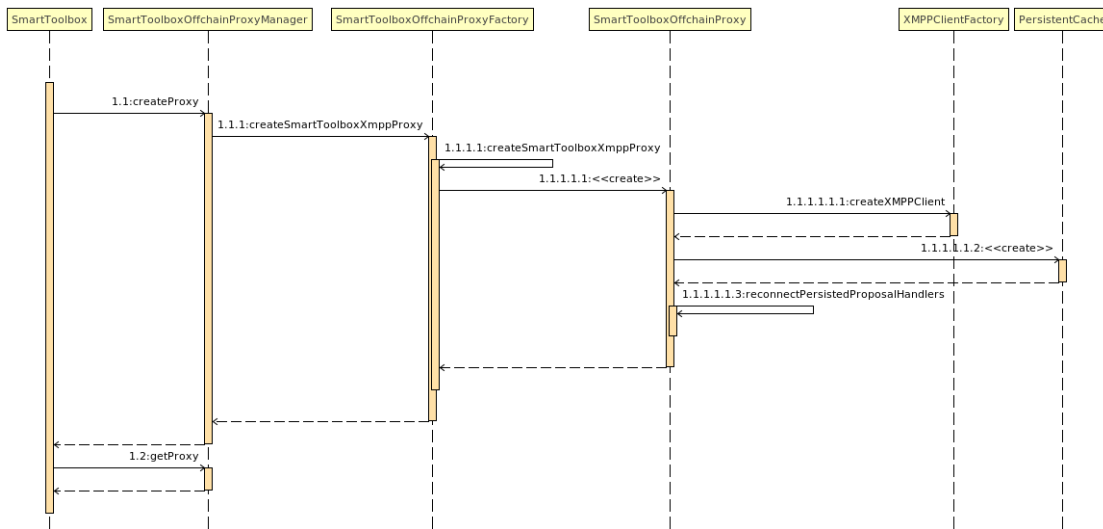 SmartToolbox
SmartToolboxOffchainProxyManager
SmartToolboxOffchainProxyFactory
SmartToolboxOffchainProxy
XMPPClientFactory
PersistentCache
1.1:createProxy
1.1.1:createSmartToolboxXmppProxy
1.1.1.1:createSmartToolboxXmppProxy
1.1.1.1.1:<<create>>
1.1.1.1.1.1:createXMPPClient
1.1.1.1.1.2:<<create>>
1.1.1.1.1.3:reconnectPersistedProposalHandlers
1.2:getProxy